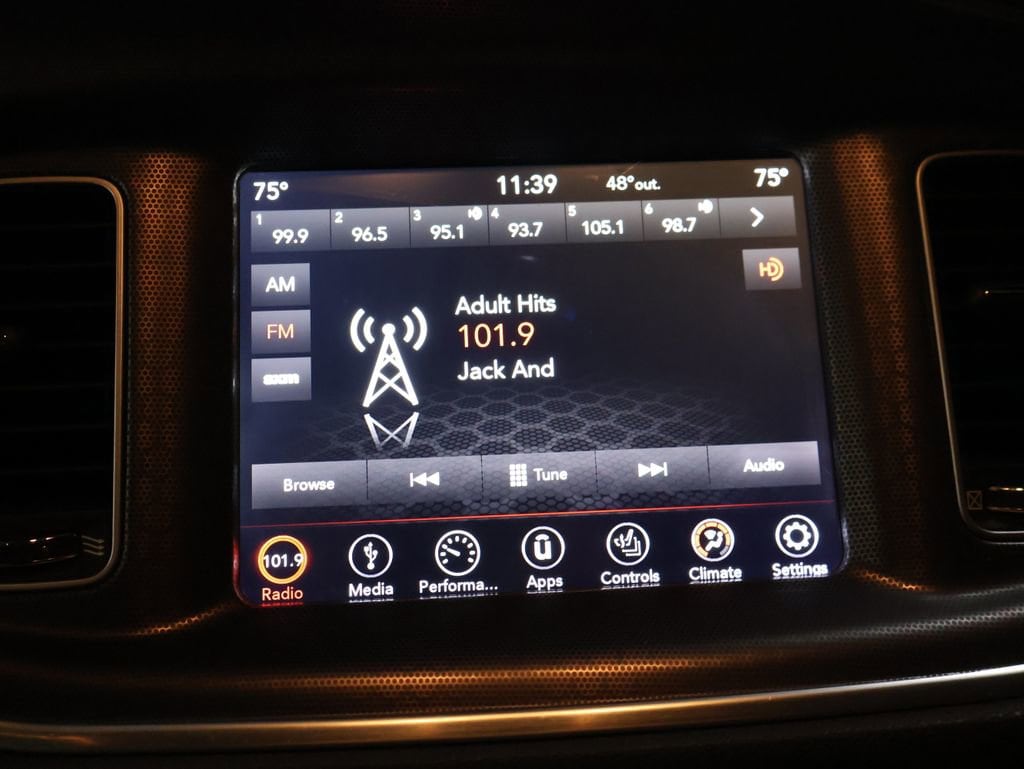 75° 11:39 48°out. 75°
1 99.9 2 96.5 3 95.1 4 93.7 5 105.1 6 98.7
HD
AM
FM
SXM
Adult Hits
101.9
Jack And
Browse Tune Audio
101.9
Radio Media Performa... Apps Controls Climate Settings